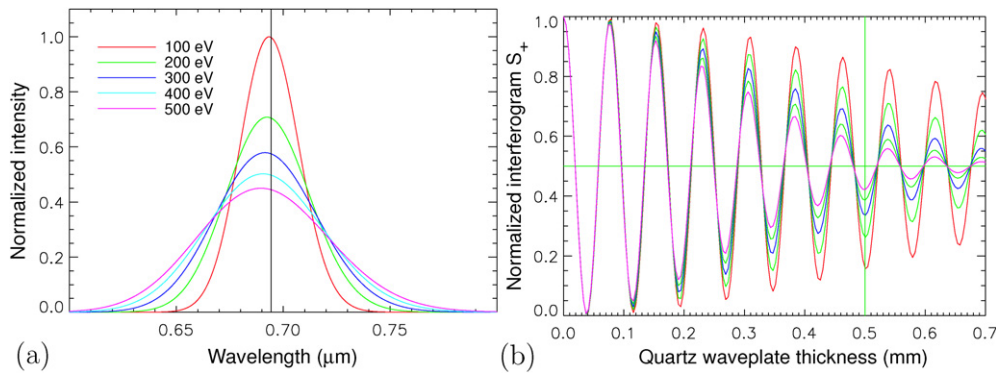 Normalized intensity
1.0
0.8
0.6
0.4
0.2
0.0
100 eV
200 eV
300 eV
400 eV
500 eV
0.65
0.70
0.75
(a)
Wavelength (μm)
Normalized interferogram S+
1.0
0.8
0.6
0.4
0.2
0.0
0.0
0.1
0.2
0.3
0.4
0.5
0.6
0.7
(b)
Quartz waveplate thickness (mm)